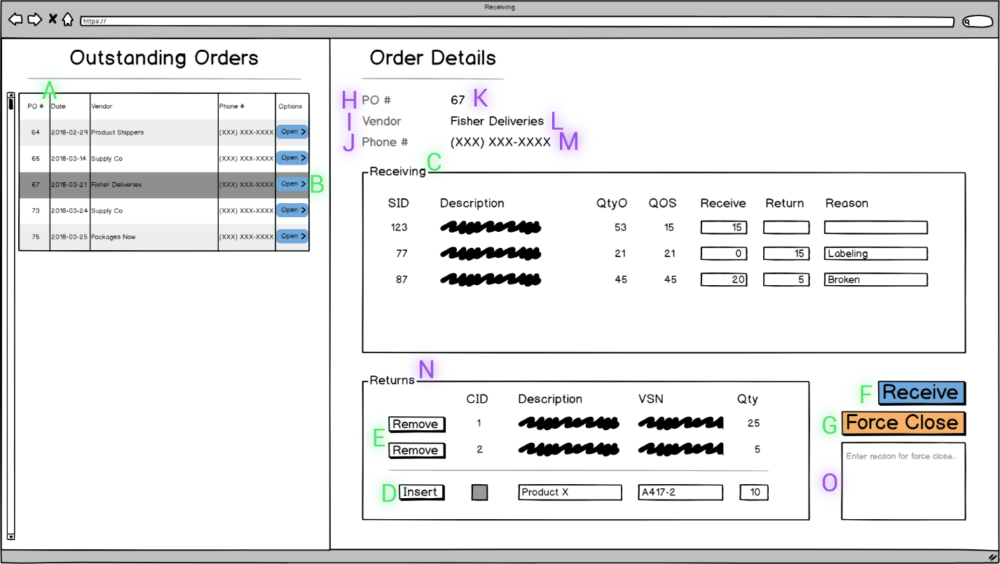 Receiving
https://
Outstanding Orders
A
PO # Date Vendor Phone # Options
64 2018-02-29 Product Shippers (XXX) XXX-XXXX Open >
65 2018-03-14 Supply Co (XXX) XXX-XXXX Open >
67 2018-03-21 Fisher Deliveries (XXX) XXX-XXXX Open > B
73 2018-03-24 Supply Co (XXX) XXX-XXXX Open >
75 2018-03-25 Packages Now (XXX) XXX-XXXX Open >
Order Details
H PO # 67 K
I Vendor Fisher Deliveries L
J Phone # (XXX) XXX-XXXX M
Receiving C
SID Description QtyO QOS Receive Return Reason
123 53 15 15
77 21 21 0 15 Labeling
87 45 45 20 5 Broken
Returns N
CID Description VSN Qty
Remove 1 25
E
Remove 2 5
D Insert Product X A417-2 10
F Receive
G Force Close
Enter reason for force close...
O